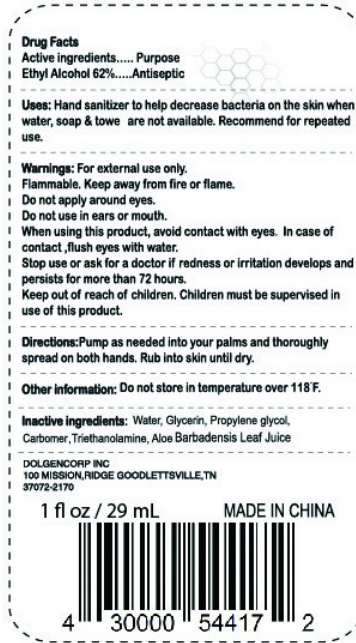 Drug Facts
Active ingredients..... Purpose
Ethyl Alcohol 62%.....Antiseptic
Uses: Hand sanitizer to help decrease bacteria on the skin when
water, soap & towe are not available. Recommend for repeated
use.
Warnings: For external use only.
Flammable. Keep away from fire or flame.
Do not apply around eyes.
Do not use in ears or mouth.
When using this product, avoid contact with eyes. In case of
contact ,flush eyes with water.
Stop use or ask for a doctor if redness or irritation develops and
persists for more than 72 hours.
Keep out of reach of children. Children must be supervised in
use of this product.
Directions:Pump as needed into your palms and thoroughly
spread on both hands. Rub into skin until dry.
Other information: Do not store in temperature over 118°F.
Inactive ingredients: Water, Glycerin, Propylene glycol,
Carbomer,Triethanolamine, Aloe Barbadensis Leaf Juice
DOLGENCORP INC
100 MISSION,RIDGE GOODLETTSVILLE,TN
37072-2170
1 fl oz / 29 mL MADE IN CHINA
4 30000 54417 2